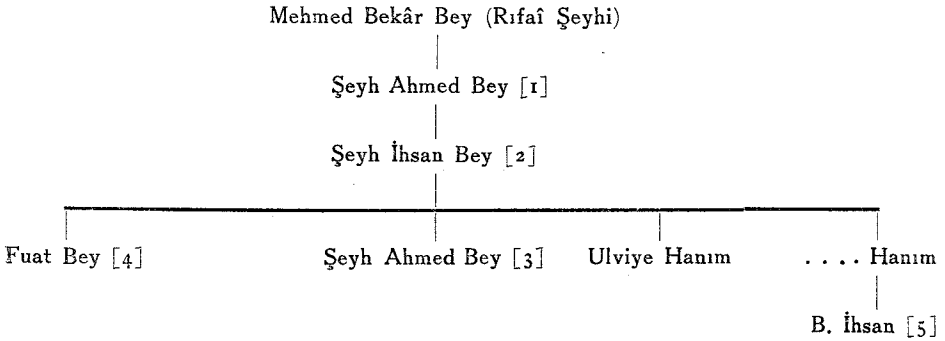 Mehmed Bekâr Bey (Rıfaî Şeyhi)
Şeyh Ahmed Bey [1]
Şeyh İhsan Bey [2]
Fuat Bey [4] Şeyh Ahmed Bey [3] Ulviye Hanım .... Hanım
B. İhsan [5]